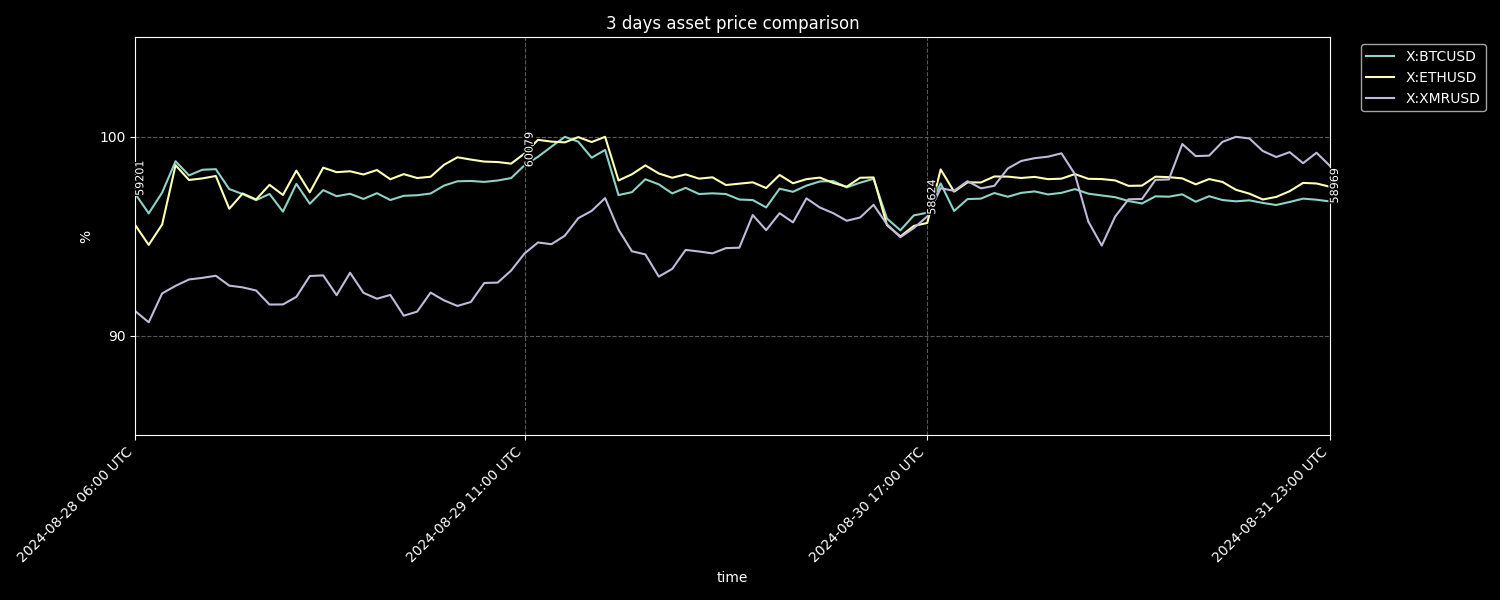 3 days asset price comparison
X:BTCUSD
X:ETHUSD
X:XMRUSD
100
90
%
59201
60079
58624
58969
2024-08-28 06:00 UTC
2024-08-29 11:00 UTC
2024-08-30 17:00 UTC
2024-08-31 23:00 UTC
time